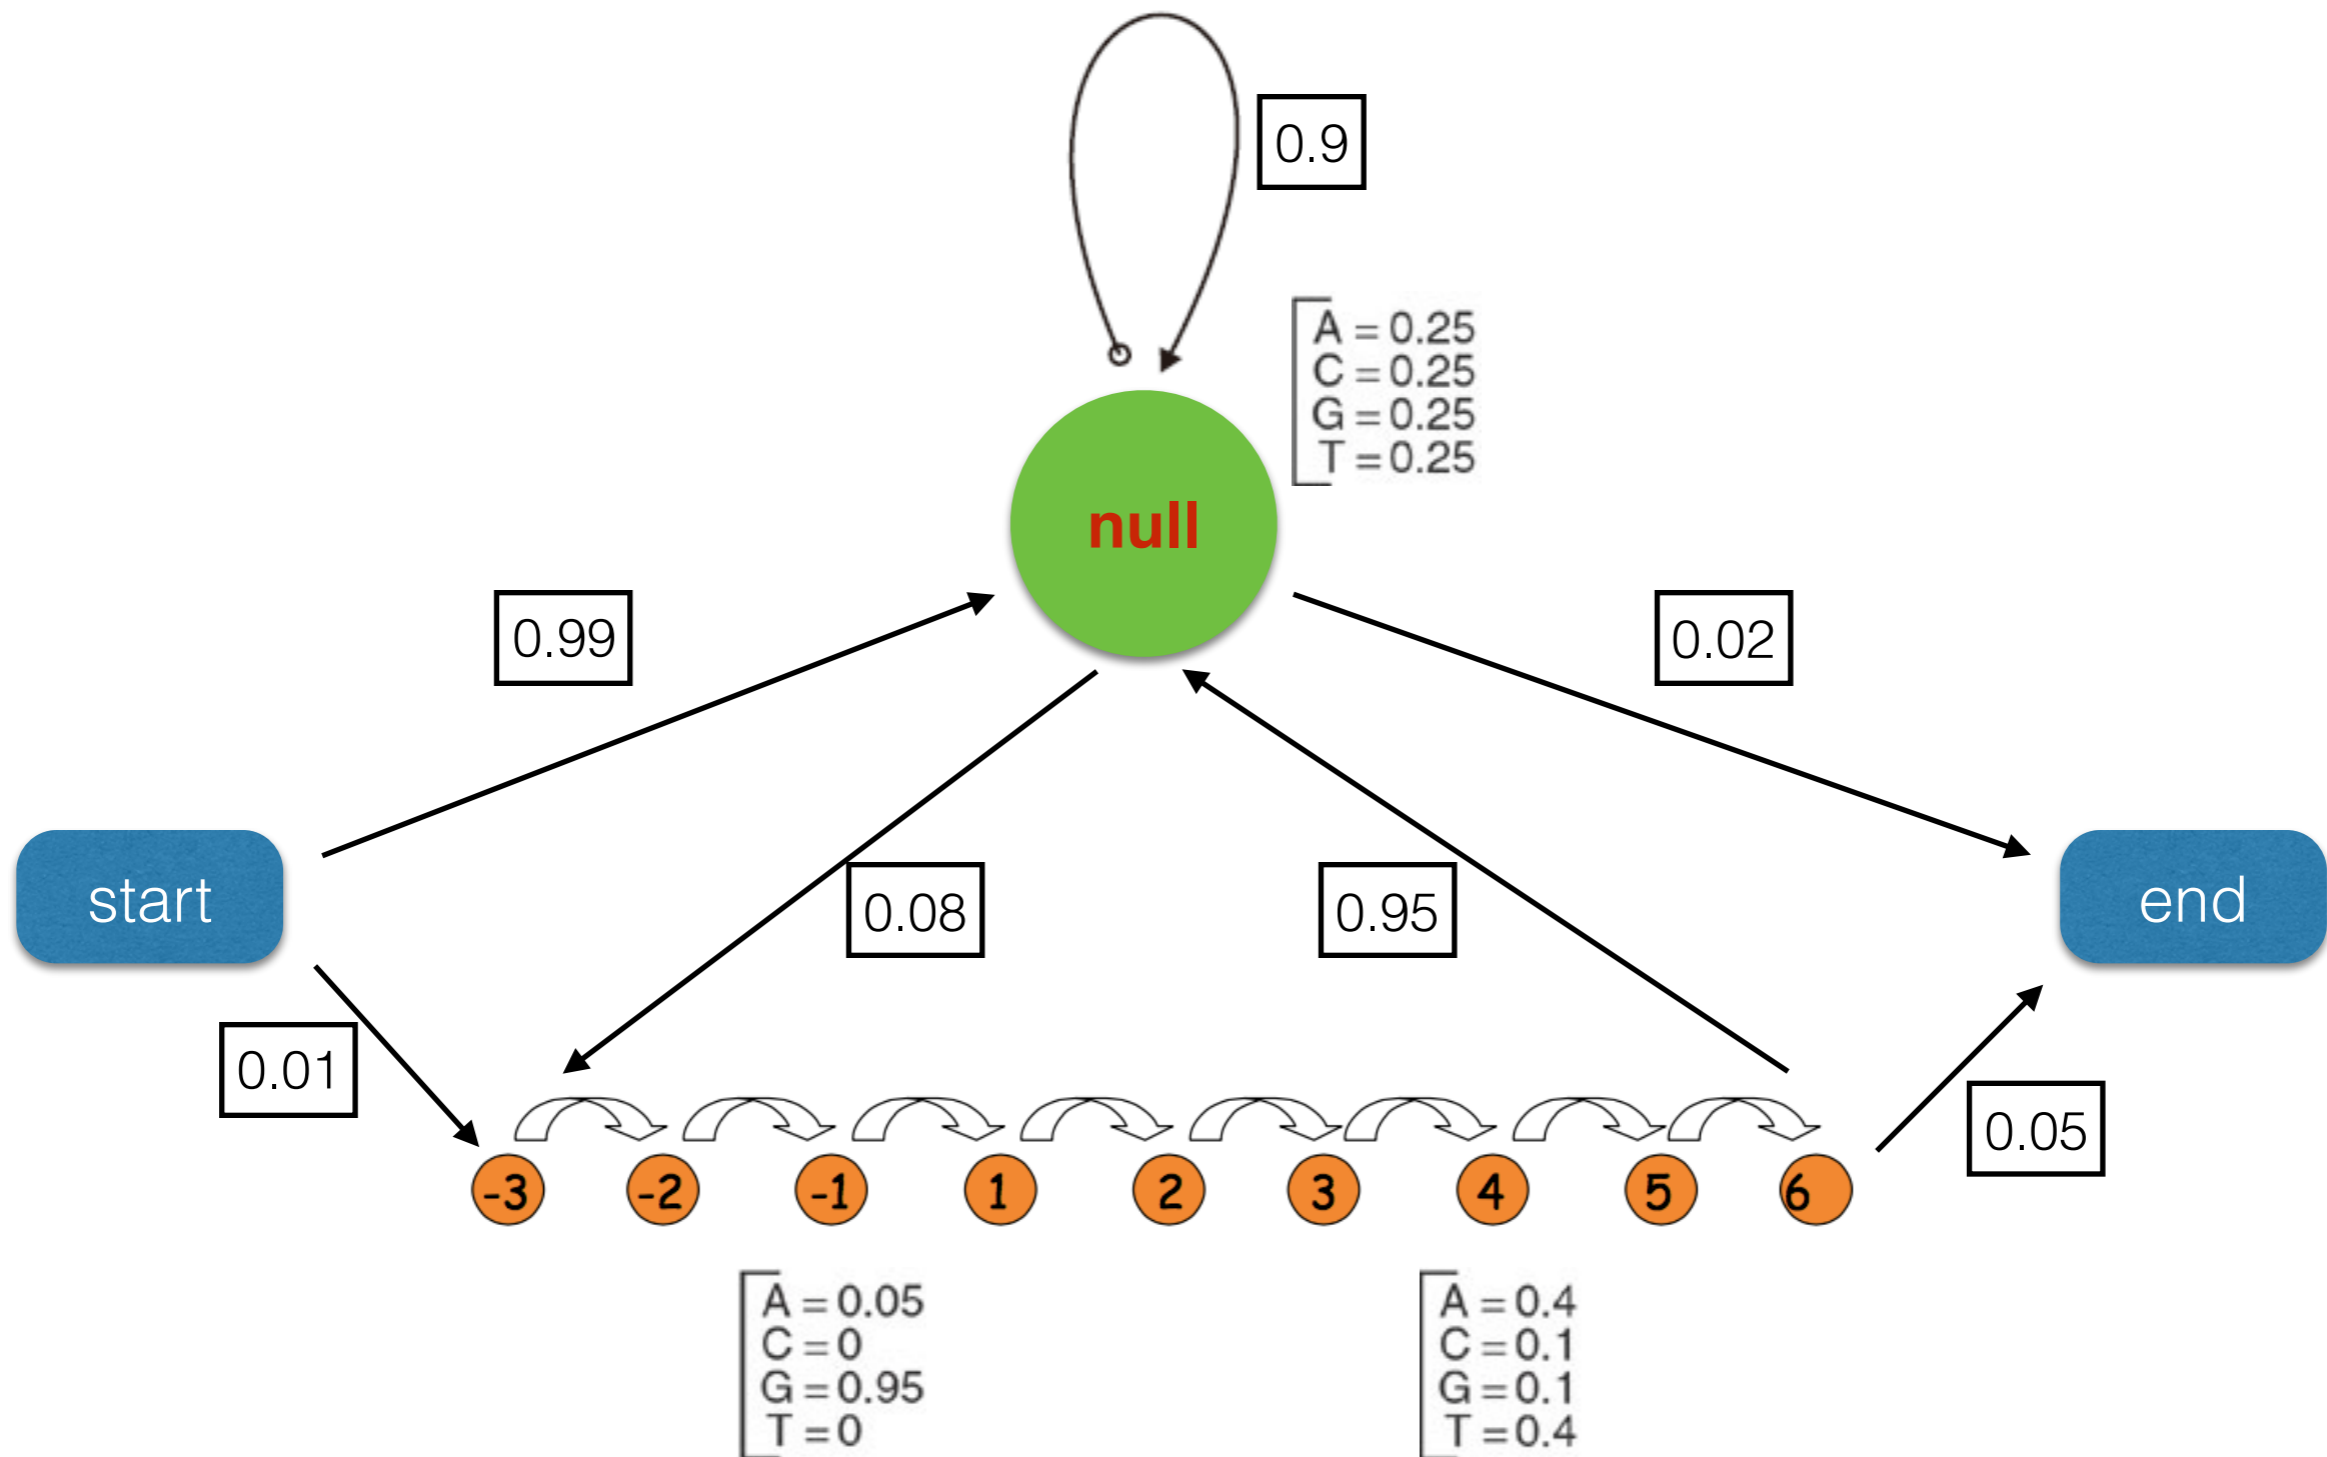 0.9
A = 0.25
C = 0.25
G = 0.25
T = 0.25
null
0.99
0.02
start
0.08
0.95
end
0.01
0.05
-3 -2 -1 1 2 3 4 5 6
A = 0.05
C = 0
G = 0.95
T = 0
A = 0.4
C = 0.1
G = 0.1
T = 0.4